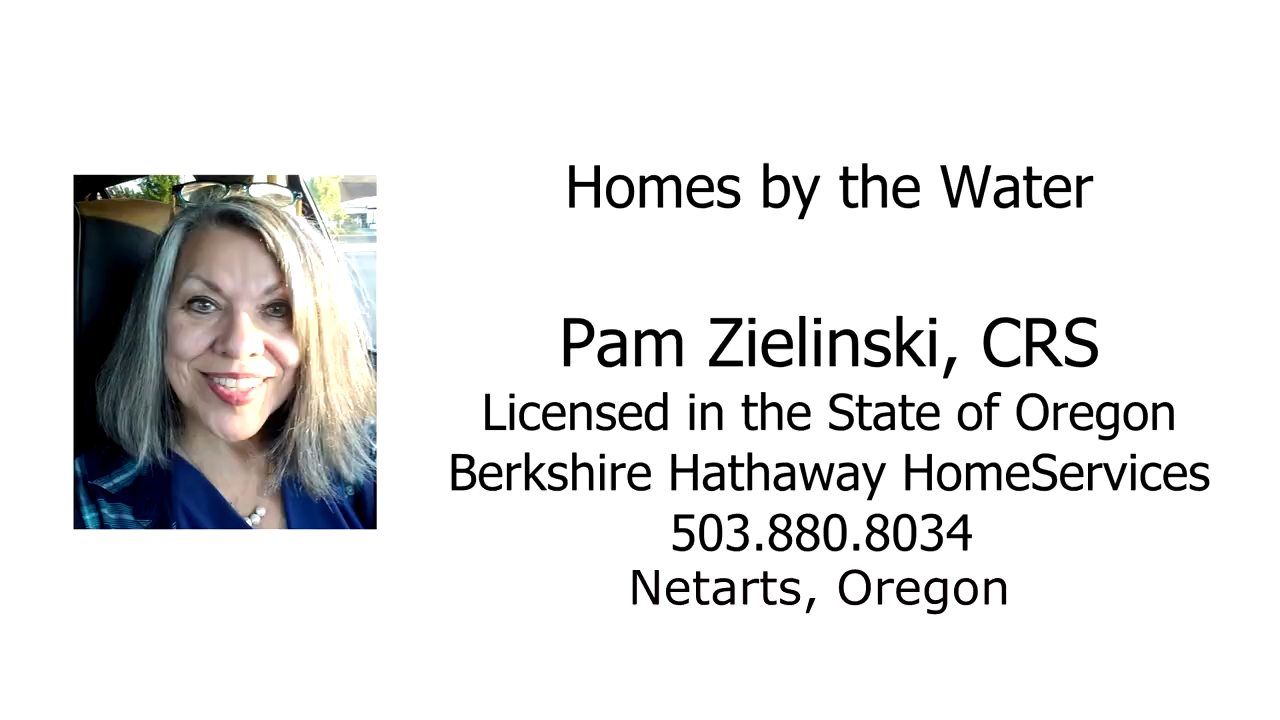 Homes by the Water
Pam Zielinski, CRS
Licensed in the State of Oregon
Berkshire Hathaway HomeServices
503.880.8034
Netarts, Oregon